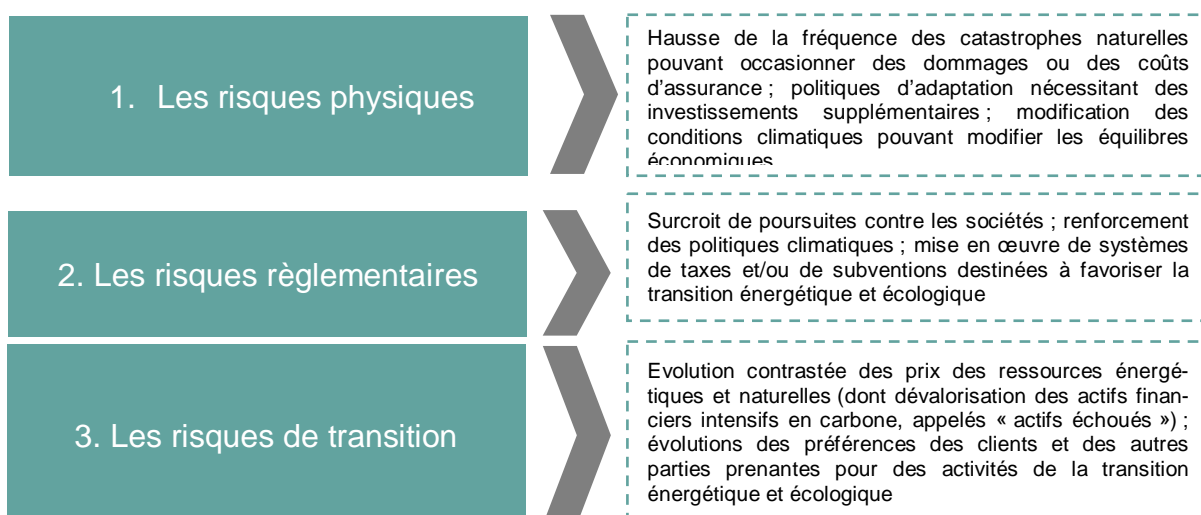 1. Les risques physiques
Hausse de la fréquence des catastrophes naturelles
pouvant occasionner des dommages ou des coûts
d'assurance ; politiques d'adaptation nécessitant des
investissements supplémentaires ; modification des
conditions climatiques pouvant modifier les équilibres
économiques
2. Les risques règlementaires
Surcroit de poursuites contre les sociétés ; renforcement
des politiques climatiques ; mise en œuvre de systèmes
de taxes et/ou de subventions destinées à favoriser la
transition énergétique et écologique
3. Les risques de transition
Evolution contrastée des prix des ressources énergé-
tiques et naturelles (dont dévalorisation des actifs finan-
ciers intensifs en carbone, appelés « actifs échoués ») ;
évolutions des préférences des clients et des autres
parties prenantes pour des activités de la transition
énergétique et écologique